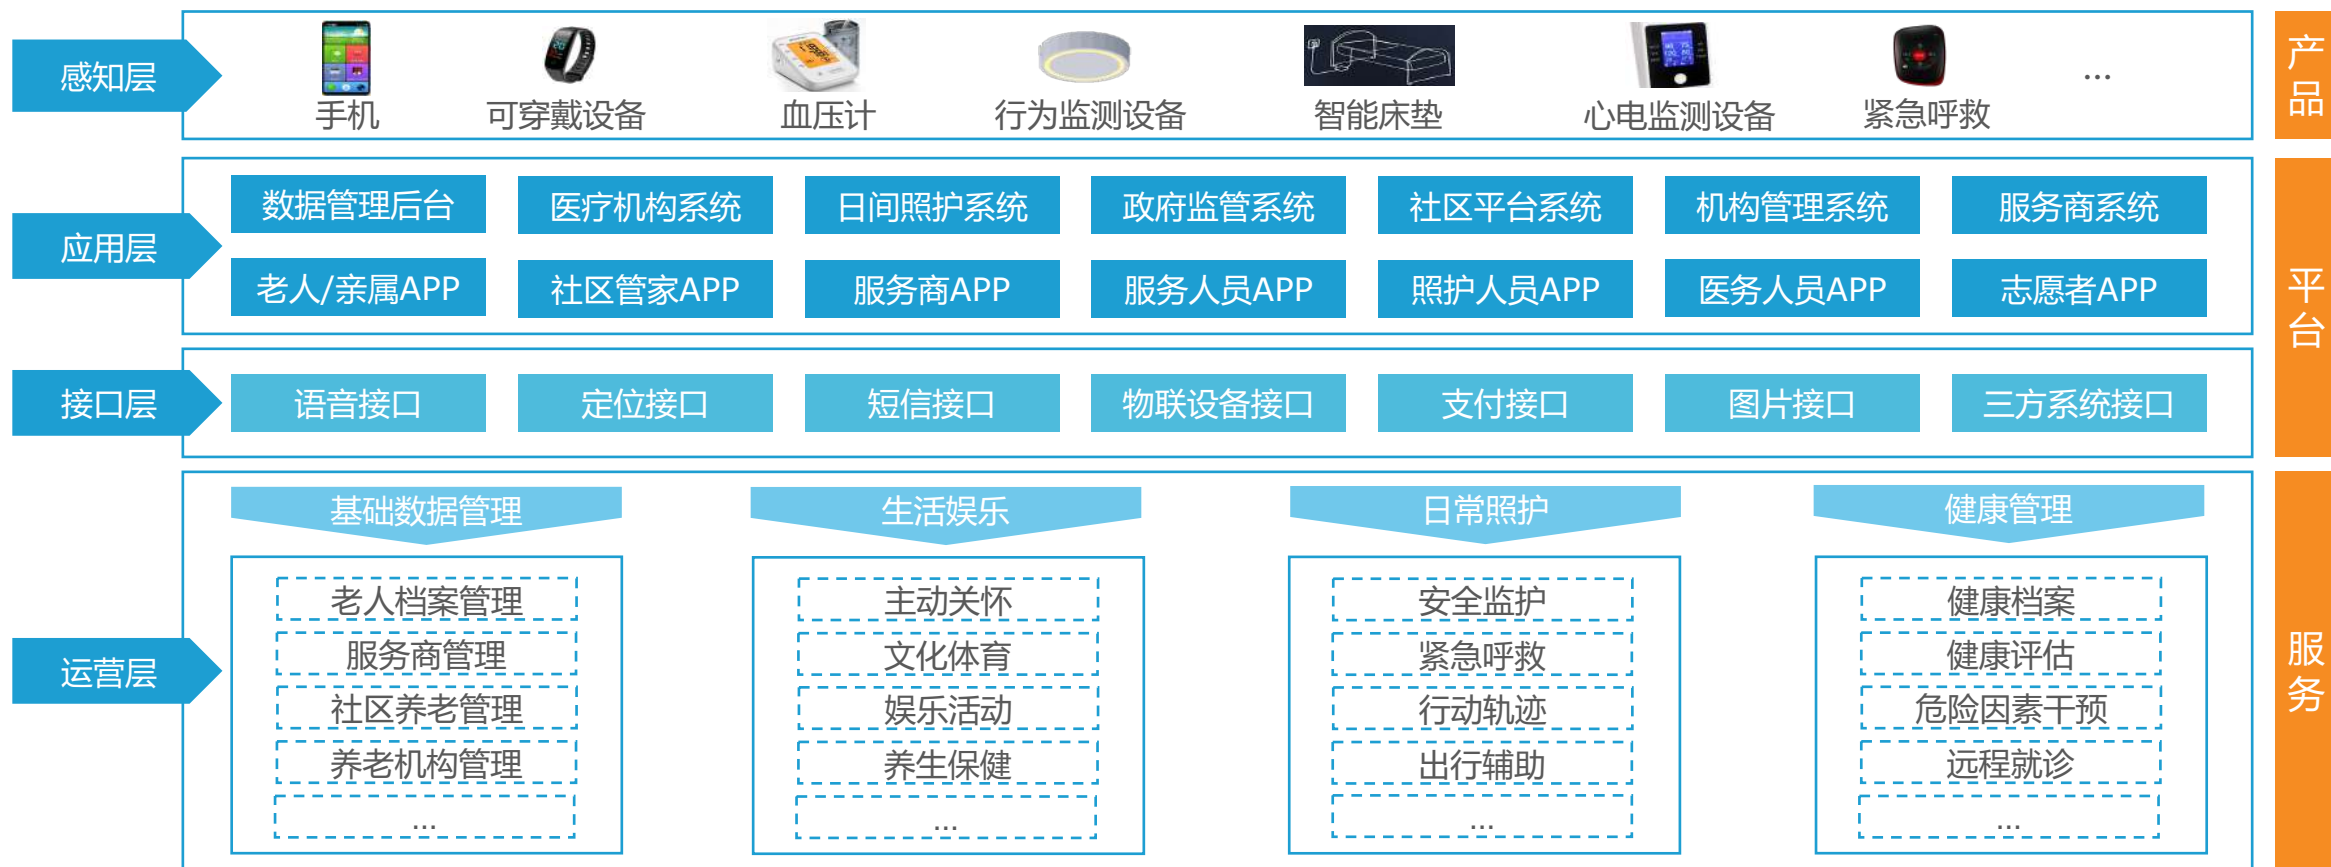 感知层
手机
可穿戴设备
血压计
行为监测设备
智能床垫
心电监测设备
紧急呼救
...
产品
应用层
数据管理后台
医疗机构系统
日间照护系统
政府监管系统
社区平台系统
机构管理系统
服务商系统
老人/亲属APP
社区管家APP
服务商APP
服务人员APP
照护人员APP
医务人员APP
志愿者APP
平台
接口层
语音接口
定位接口
短信接口
物联设备接口
支付接口
图片接口
三方系统接口
运营层
基础数据管理
老人档案管理
服务商管理
社区养老管理
养老机构管理
...
生活娱乐
主动关怀
文化体育
娱乐活动
养生保健
...
日常照护
安全监护
紧急呼救
行动轨迹
出行辅助
...
健康管理
健康档案
健康评估
危险因素干预
远程就诊
...
服务